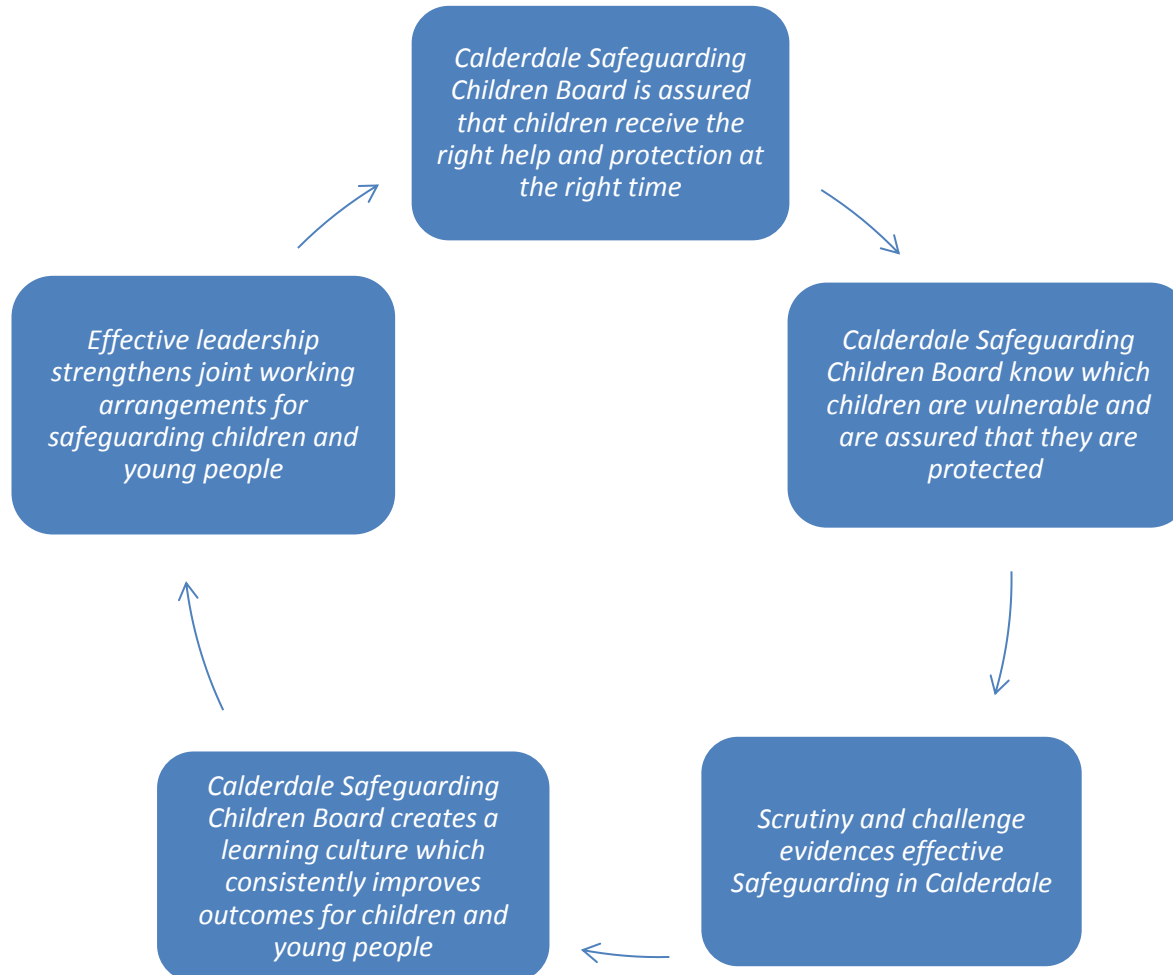 Calderdale Safeguarding
Children Board is assured
that children receive the
right help and protection at
the right time
Calderdale Safeguarding
Children Board know which
children are vulnerable and
are assured that they are
protected
Scrutiny and challenge
evidences effective
Safeguarding in Calderdale
Calderdale Safeguarding
Children Board creates a
learning culture which
consistently improves
outcomes for children and
young people
Effective leadership
strengthens joint working
arrangements for
safeguarding children and
young people